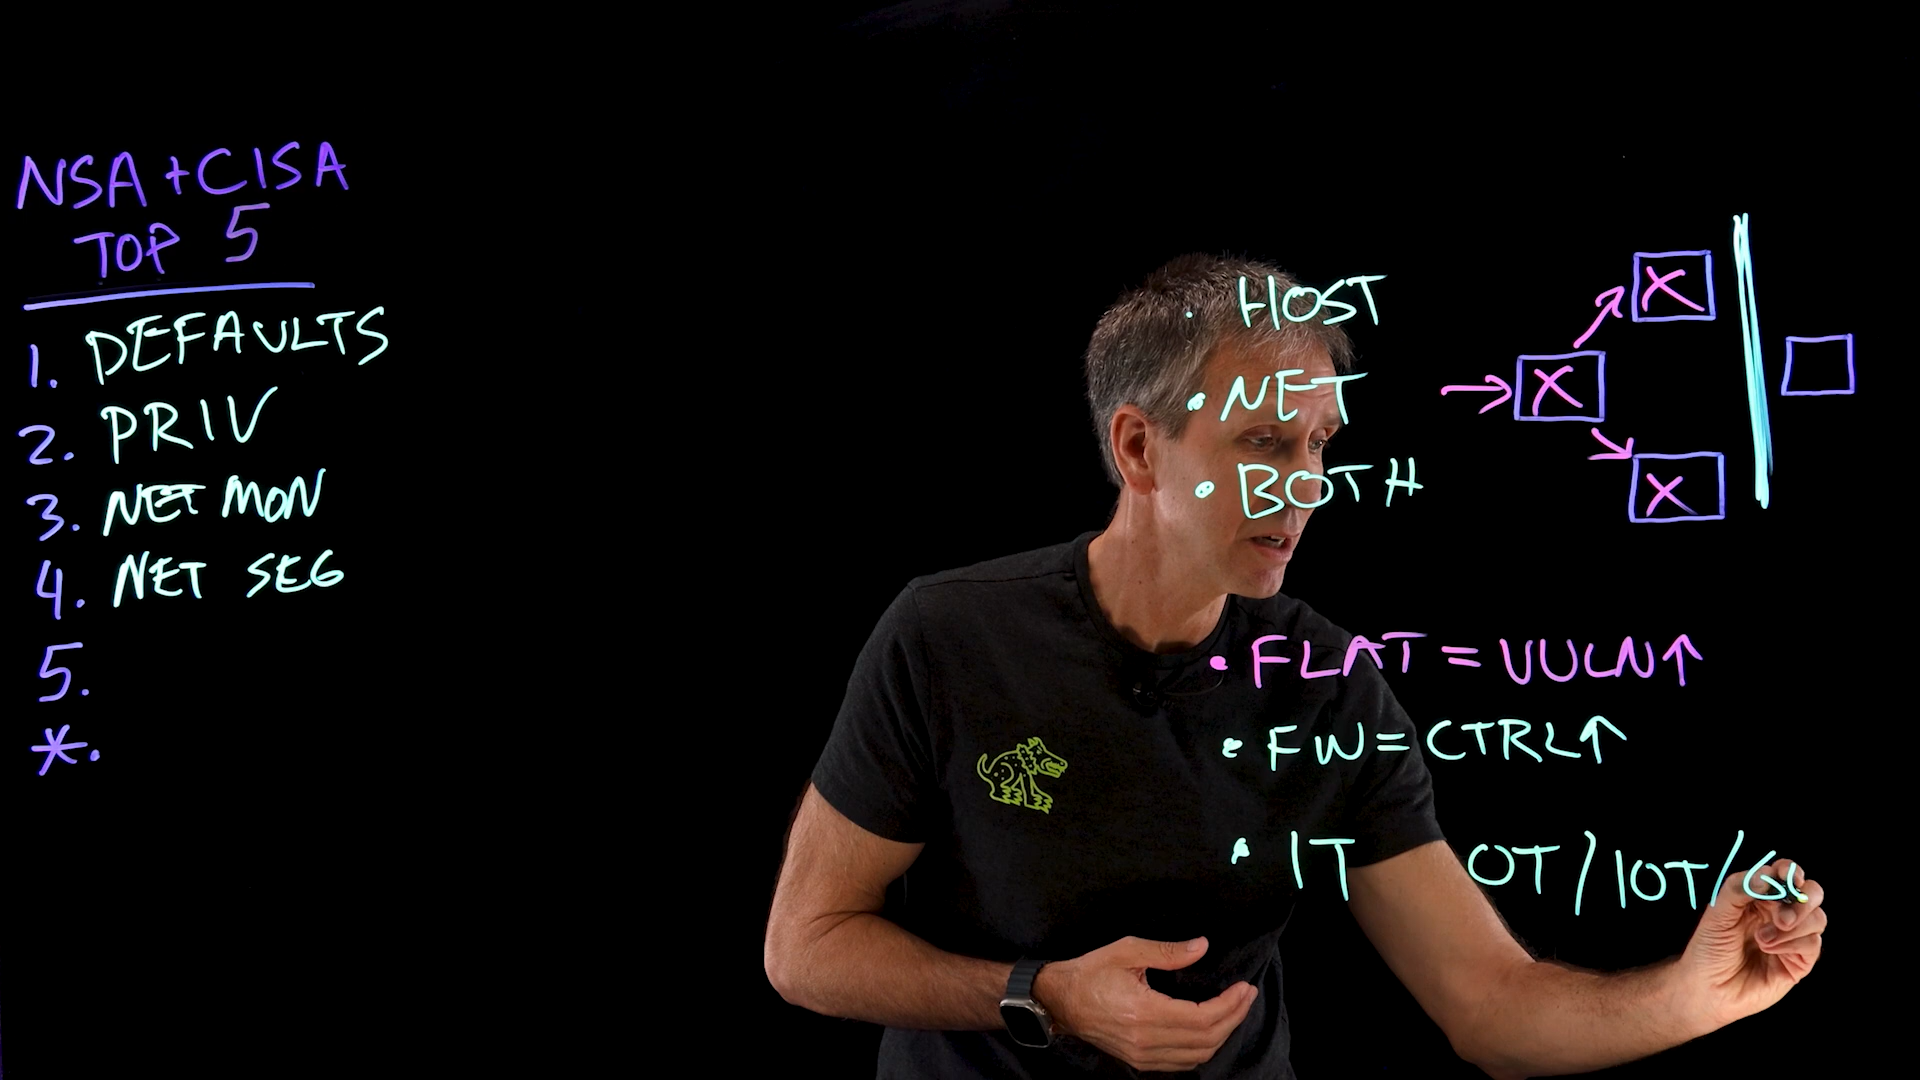 NSA + CISA
TOP 5
1. DEFAULTS
2. PRIV
3. NET MON
4. NET SEG
5.
*.
• HOST
• NET
• BOTH
X
X
X
• FLAT = VULN↑
• FW = CTRL↑
• IT OT / IOT /